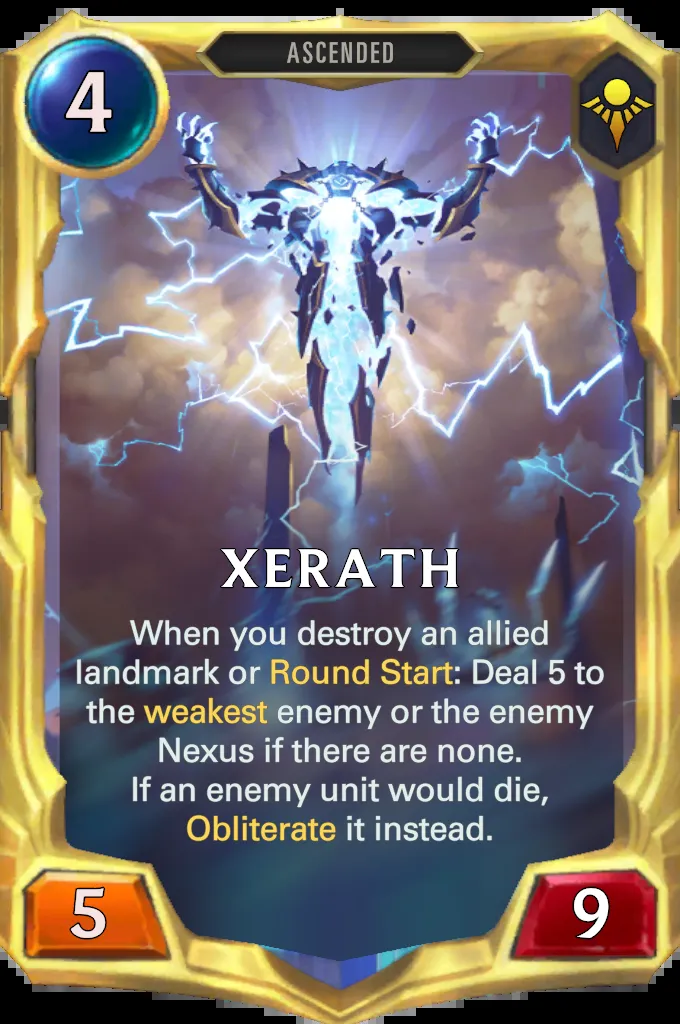 ASCENDED
4
XERATH
When you destroy an allied
landmark or Round Start: Deal 5 to
the weakest enemy or the enemy
Nexus if there are none.
If an enemy unit would die,
Obliterate it instead.
5
9